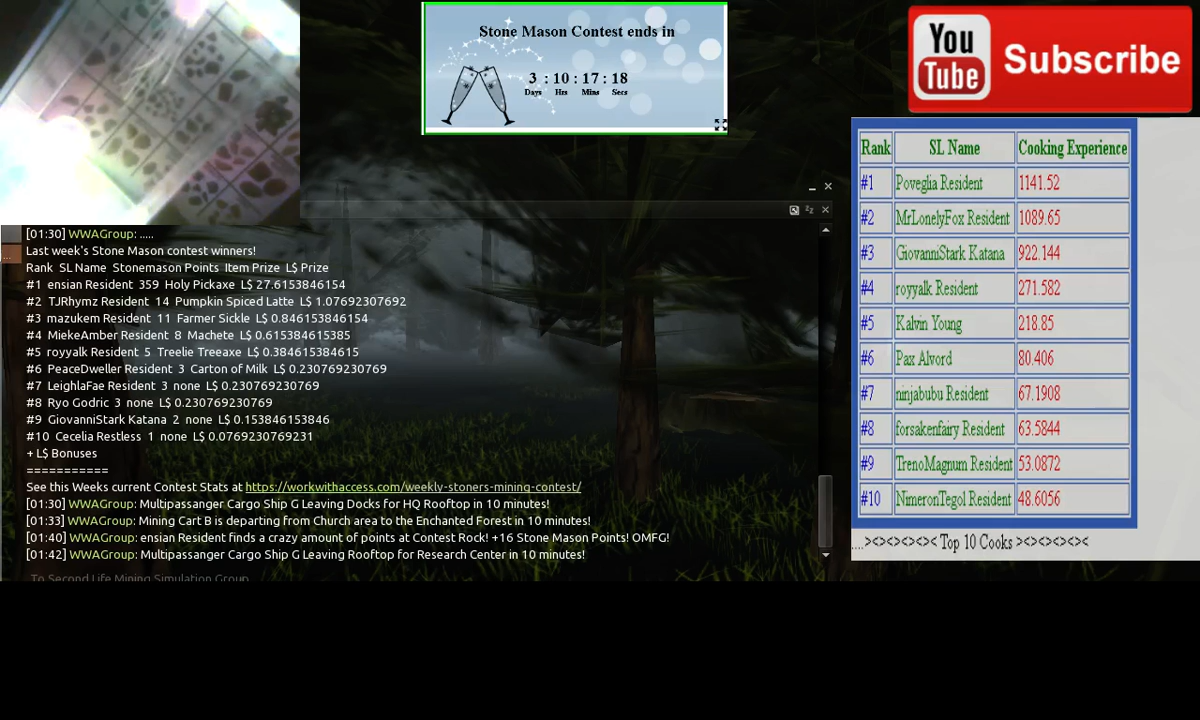 Stone Mason Contest ends in
3 : 10 : 17 : 18
Days Hrs Mins Secs
You Tube Subscribe
[01:30] WWAGroup: .....
Last week's Stone Mason contest winners!
Rank SL Name Stonemason Points Item Prize L$ Prize
#1 ensian Resident 359 Holy Pickaxe L$ 27.6153846154
#2 TJRhymz Resident 14 Pumpkin Spiced Latte L$ 1.07692307692
#3 mazukem Resident 11 Farmer Sickle L$ 0.846153846154
#4 MiekeAmber Resident 8 Machete L$ 0.615384615385
#5 royyalk Resident 5 Treelie Treeaxe L$ 0.384615384615
#6 PeaceDweller Resident 3 Carton of Milk L$ 0.230769230769
#7 LeighlaFae Resident 3 none L$ 0.230769230769
#8 Ryo Godric 3 none L$ 0.230769230769
#9 GiovanniStark Katana 2 none L$ 0.153846153846
#10 Cecelia Restless 1 none L$ 0.0769230769231
+ L$ Bonuses
===========
See this Weeks current Contest Stats at https://workwithaccess.com/weekly-stoners-mining-contest/
[01:30] WWAGroup: Multipassanger Cargo Ship G Leaving Docks for HQ Rooftop in 10 minutes!
[01:33] WWAGroup: Mining Cart B is departing from Church area to the Enchanted Forest in 10 minutes!
[01:40] WWAGroup: ensian Resident finds a crazy amount of points at Contest Rock! +16 Stone Mason Points! OMFG!
[01:42] WWAGroup: Multipassanger Cargo Ship G Leaving Rooftop for Research Center in 10 minutes!
To Second Life Mining Simulation Group
Rank SL Name Cooking Experience
#1 Poveglia Resident 1141.52
#2 MrLonelyFox Resident 1089.65
#3 GiovanniStark Katana 922.144
#4 royyalk Resident 271.582
#5 Kalvin Young 218.85
#6 Pax Alvord 80.406
#7 ninjabubu Resident 67.1908
#8 forsakenfairy Resident 63.5844
#9 TrenoMagnum Resident 53.0872
#10 NimeronTegol Resident 48.6056
....><><><><>< Top 10 Cooks ><><><><><